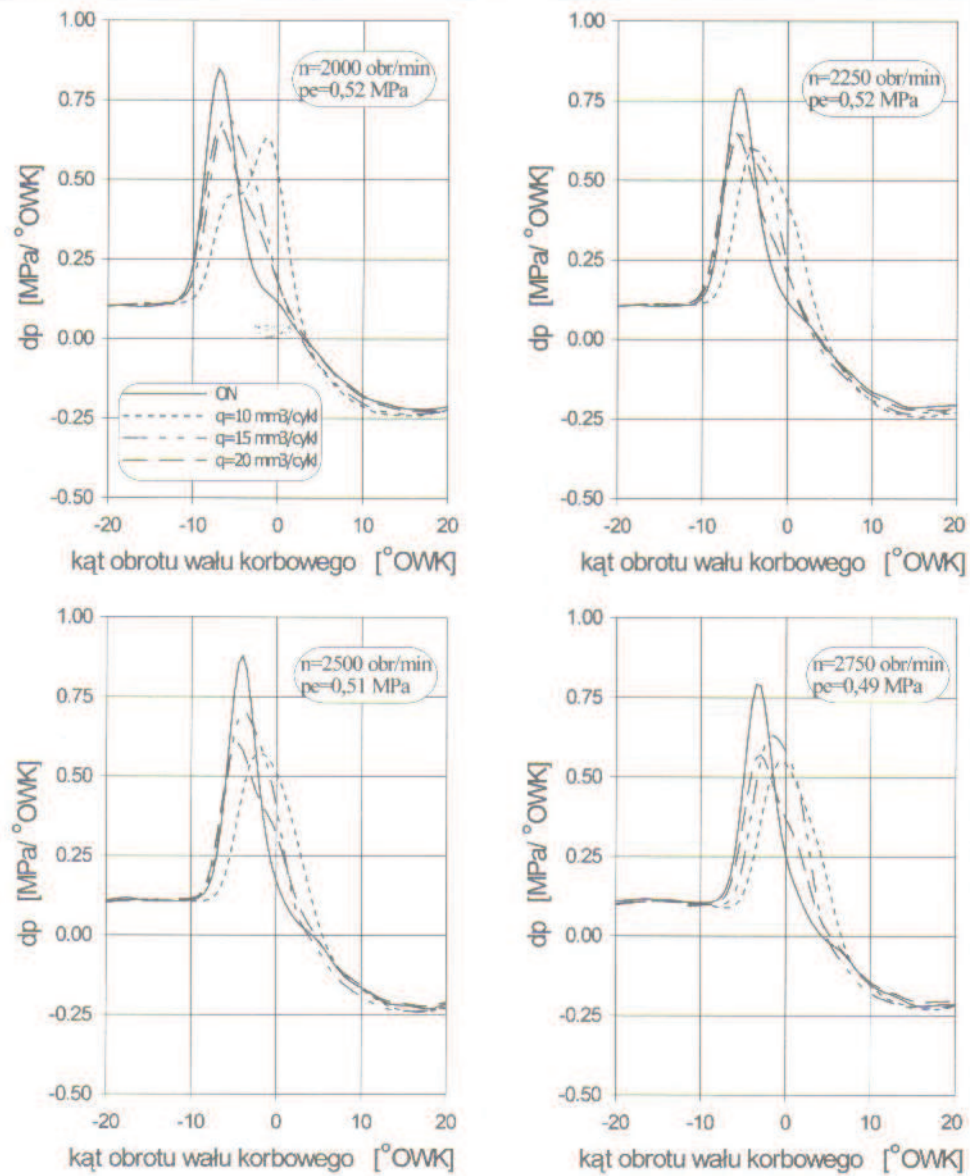 1.00
0.75
0.50
0.25
0.00
-0.25
-0.50
dp [MPa/ °OWK]
n=2000 obr/min
pe=0,52 MPa
ON
q=10 mm3/cykl
q=15 mm3/cykl
q=20 mm3/cykl
-20 -10 0 10 20
kąt obrotu wału korbowego [°OWK]
1.00
0.75
0.50
0.25
0.00
-0.25
-0.50
dp [MPa/ °OWK]
n=2250 obr/min
pe=0,52 MPa
-20 -10 0 10 20
kąt obrotu wału korbowego [°OWK]
1.00
0.75
0.50
0.25
0.00
-0.25
-0.50
dp [MPa/ °OWK]
n=2500 obr/min
pe=0,51 MPa
-20 -10 0 10 20
kąt obrotu wału korbowego [°OWK]
1.00
0.75
0.50
0.25
0.00
-0.25
-0.50
dp [MPa/ °OWK]
n=2750 obr/min
pe=0,49 MPa
-20 -10 0 10 20
kąt obrotu wału korbowego [°OWK]